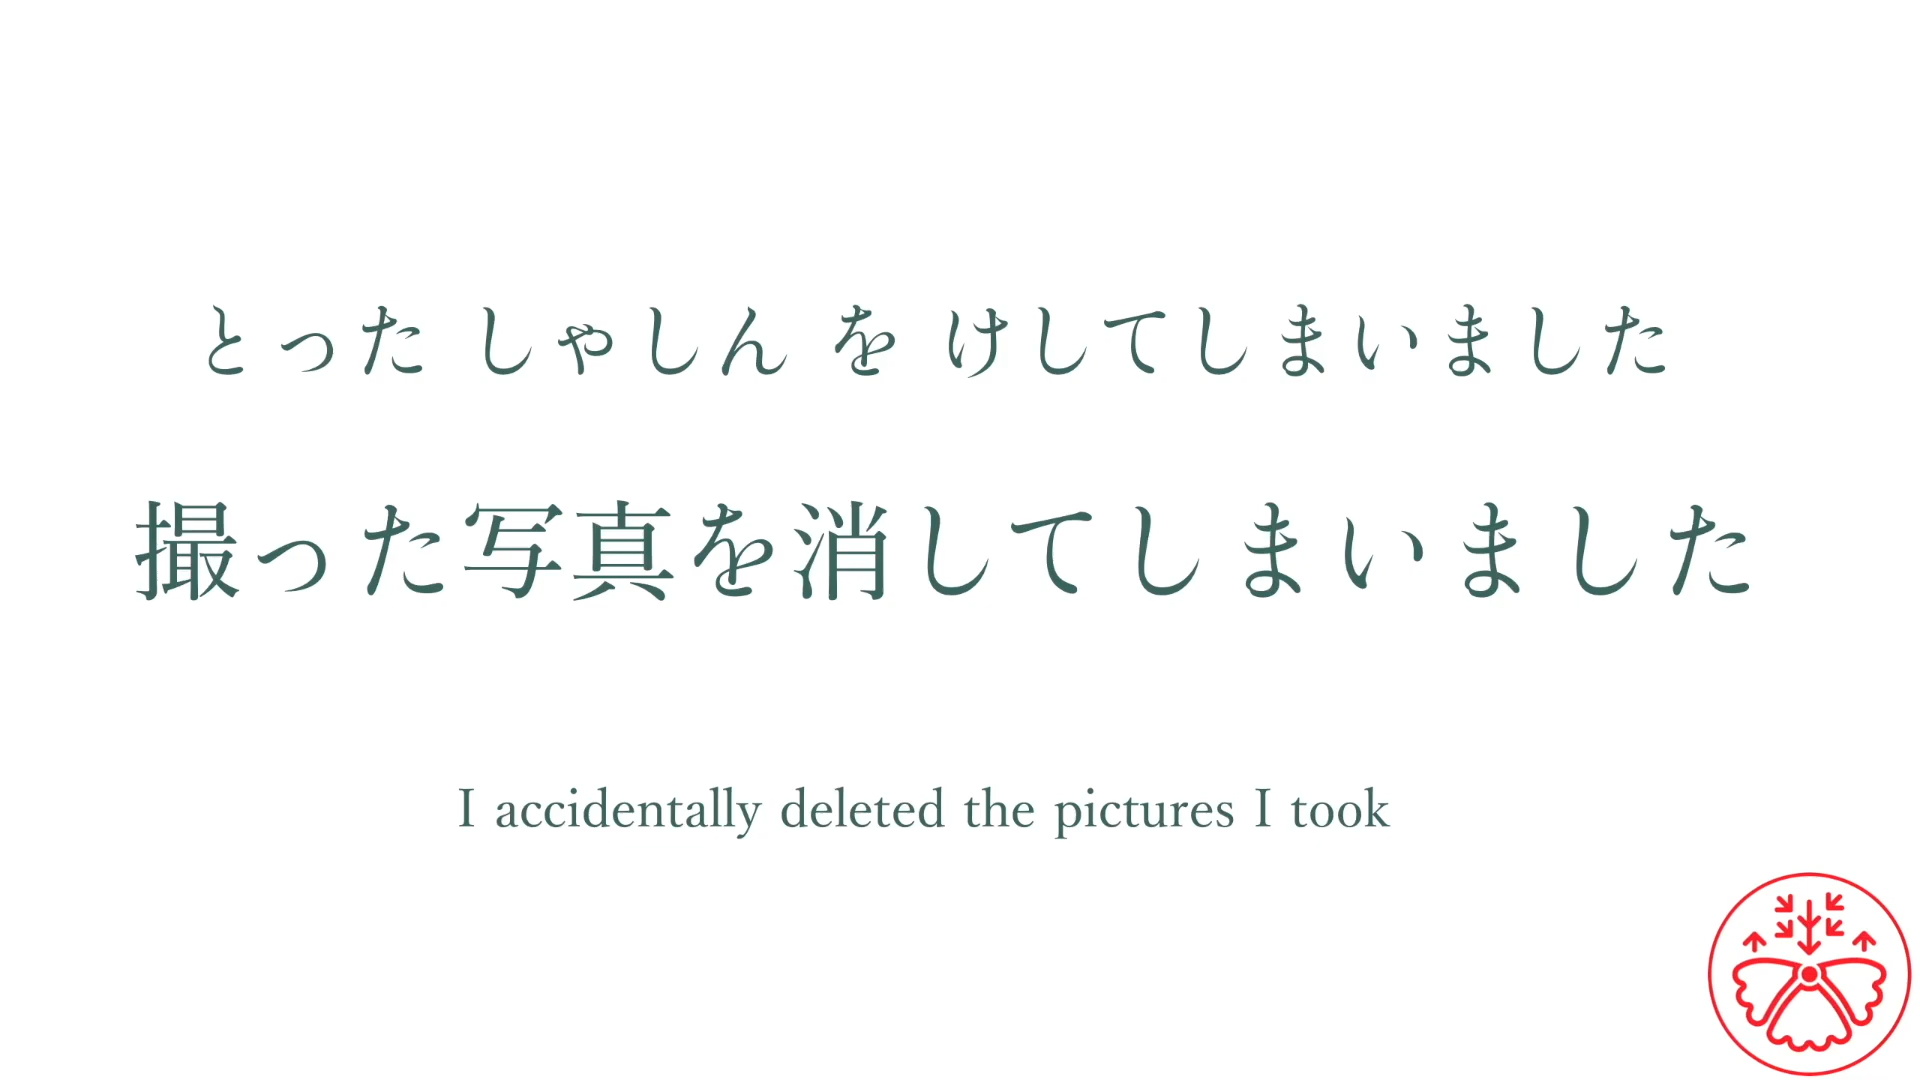 とった しゃしん を けしてしまいました
撮った写真を消してしまいました
I accidentally deleted the pictures I took